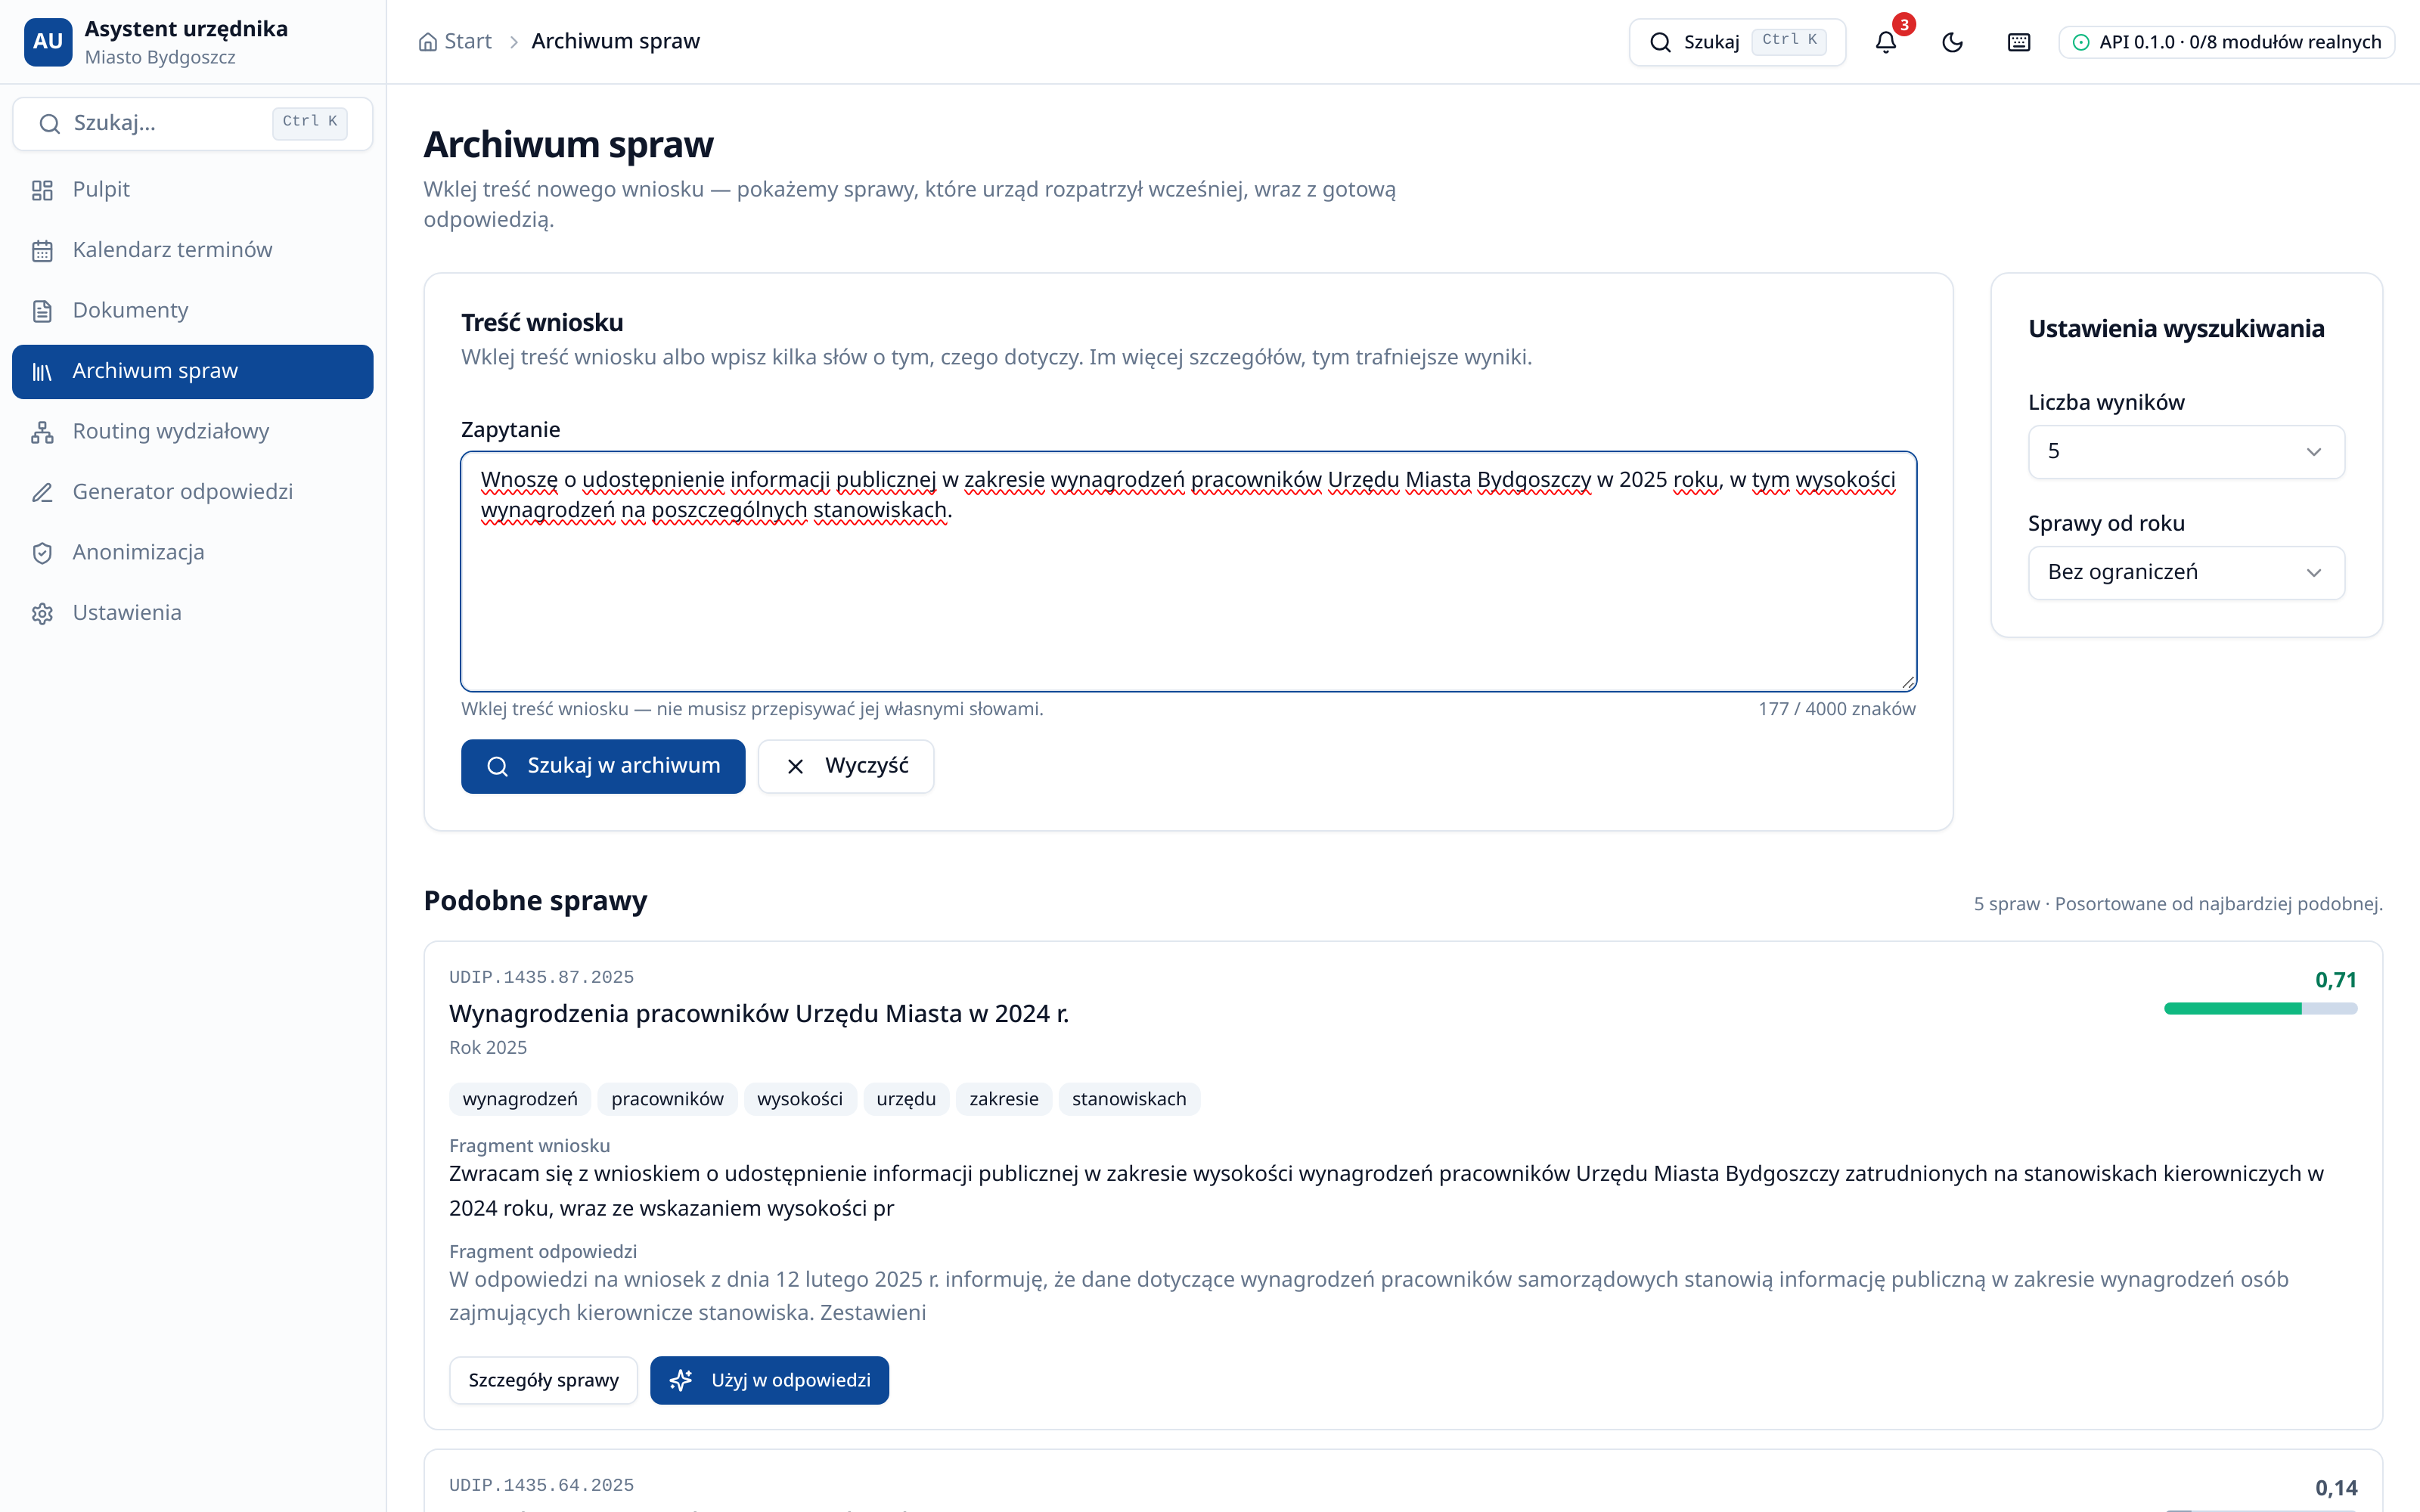 AU
Asystent urzędnika
Miasto Bydgoszcz
Szukaj...
Ctrl K
Pulpit
Kalendarz terminów
Dokumenty
Archiwum spraw
Routing wydziałowy
Generator odpowiedzi
Anonimizacja
Ustawienia
Start
Archiwum spraw
Szukaj
Ctrl K
3
API 0.1.0 · 0/8 modułów realnych
Archiwum spraw
Wklej treść nowego wniosku — pokażemy sprawy, które urząd rozpatrzył wcześniej, wraz z gotową
odpowiedzią.
Treść wniosku
Wklej treść wniosku albo wpisz kilka słów o tym, czego dotyczy. Im więcej szczegółów, tym trafniejsze wyniki.
Zapytanie
Wnoszę o udostępnienie informacji publicznej w zakresie wynagrodzeń pracowników Urzędu Miasta Bydgoszczy w 2025 roku, w tym wysokości
wynagrodzeń na poszczególnych stanowiskach.
Wklej treść wniosku — nie musisz przepisywać jej własnymi słowami.
177 / 4000 znaków
Szukaj w archiwum
Wyczyść
Ustawienia wyszukiwania
Liczba wyników
5
Sprawy od roku
Bez ograniczeń
Podobne sprawy
5 spraw · Posortowane od najbardziej podobnej.
UDIP.1435.87.2025
0,71
Wynagrodzenia pracowników Urzędu Miasta w 2024 r.
Rok 2025
wynagrodzeń
pracowników
wysokości
urzędu
zakresie
stanowiskach
Fragment wniosku
Zwracam się z wnioskiem o udostępnienie informacji publicznej w zakresie wysokości wynagrodzeń pracowników Urzędu Miasta Bydgoszczy zatrudnionych na stanowiskach kierowniczych w
2024 roku, wraz ze wskazaniem wysokości pr
Fragment odpowiedzi
W odpowiedzi na wniosek z dnia 12 lutego 2025 r. informuję, że dane dotyczące wynagrodzeń pracowników samorządowych stanowią informację publiczną w zakresie wynagrodzeń osób
zajmujących kierownicze stanowiska. Zestawieni
Szczegóły sprawy
Użyj w odpowiedzi
UDIP.1435.64.2025
0,14